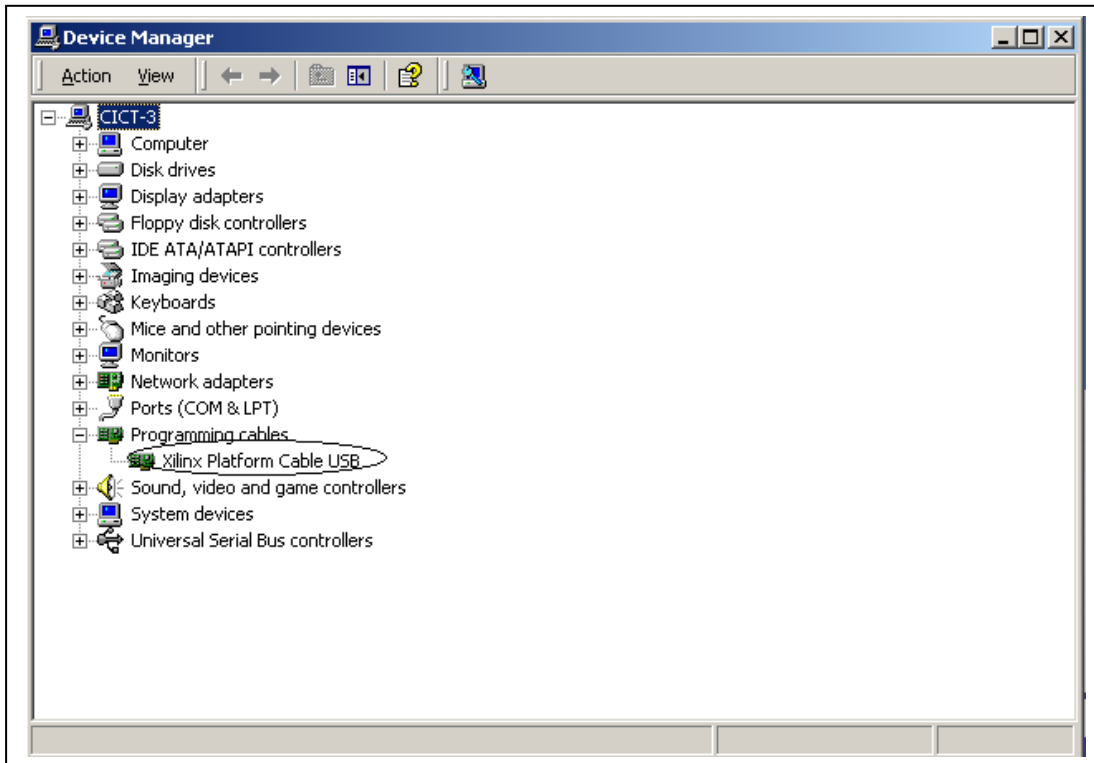 Device Manager
Action View
CICT-3
Computer
Disk drives
Display adapters
Floppy disk controllers
IDE ATA/ATAPI controllers
Imaging devices
Keyboards
Mice and other pointing devices
Monitors
Network adapters
Ports (COM & LPT)
Programming cables
Xilinx Platform Cable USB
Sound, video and game controllers
System devices
Universal Serial Bus controllers